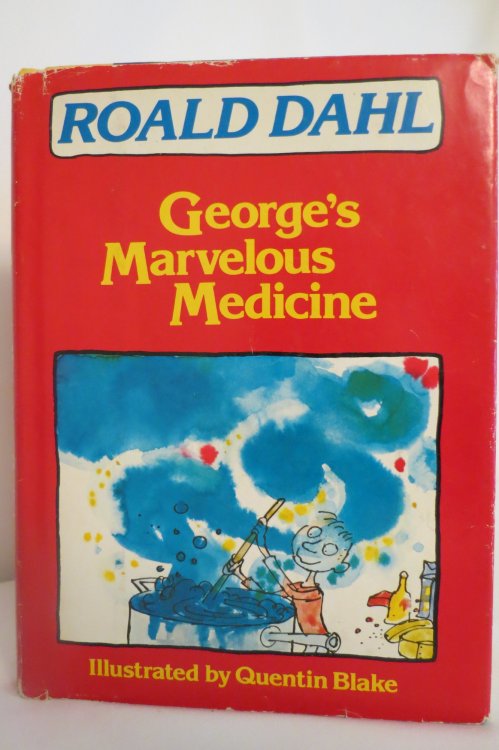 ROALD DAHL
George's
Marvelous
Medicine
Illustrated by Quentin Blake